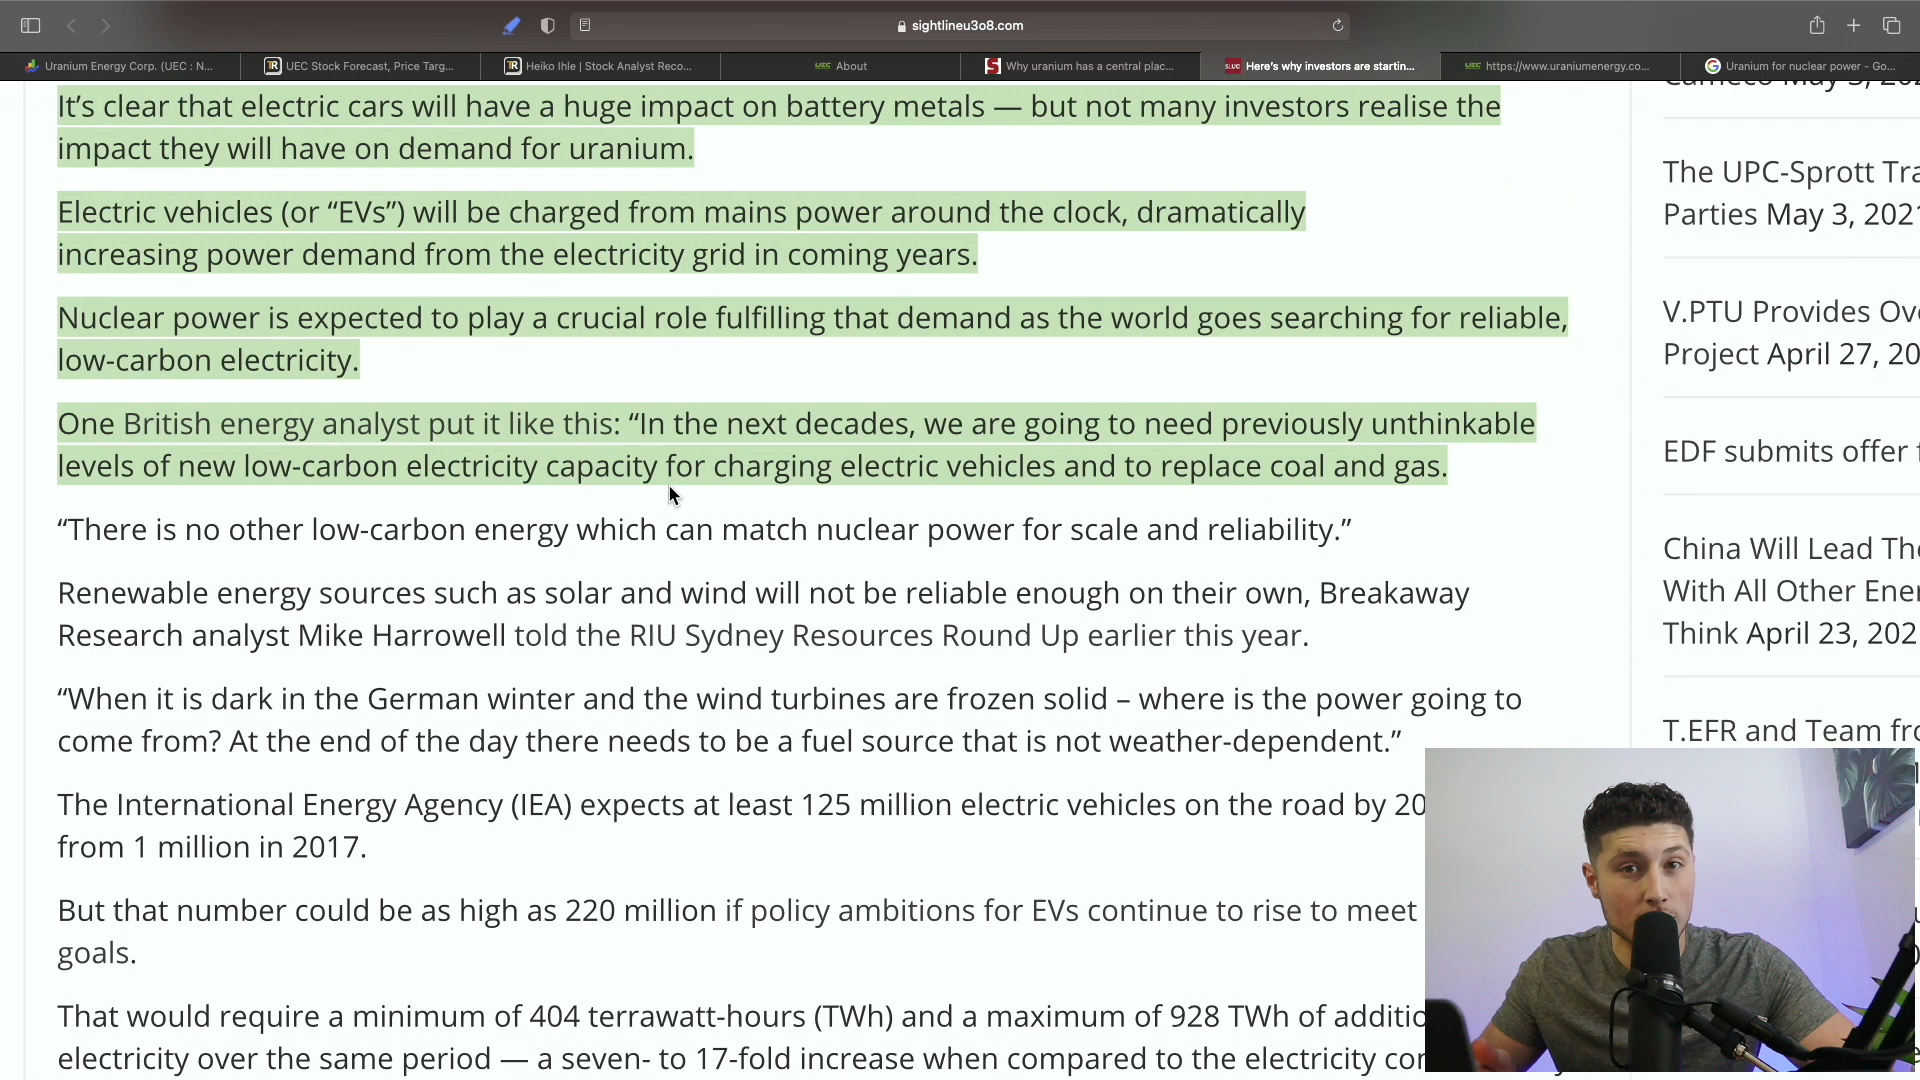 sightlineu3o8.com
Uranium Energy Corp. (UEC : N...
UEC Stock Forecast, Price Targ...
Heiko Ihle | Stock Analyst Reco...
About
Why uranium has a central plac...
Here's why investors are startin...
https://www.uraniumenergy.co...
Uranium for nuclear power - Go...
It's clear that electric cars will have a huge impact on battery metals — but not many investors realise the
impact they will have on demand for uranium.
Electric vehicles (or “EVs”) will be charged from mains power around the clock, dramatically
increasing power demand from the electricity grid in coming years.
Nuclear power is expected to play a crucial role fulfilling that demand as the world goes searching for reliable,
low-carbon electricity.
One British energy analyst put it like this: “In the next decades, we are going to need previously unthinkable
levels of new low-carbon electricity capacity for charging electric vehicles and to replace coal and gas.
“There is no other low-carbon energy which can match nuclear power for scale and reliability.”
Renewable energy sources such as solar and wind will not be reliable enough on their own, Breakaway
Research analyst Mike Harrowell told the RIU Sydney Resources Round Up earlier this year.
“When it is dark in the German winter and the wind turbines are frozen solid – where is the power going to
come from? At the end of the day there needs to be a fuel source that is not weather-dependent.”
The International Energy Agency (IEA) expects at least 125 million electric vehicles on the road by 20
from 1 million in 2017.
But that number could be as high as 220 million if policy ambitions for EVs continue to rise to meet
goals.
That would require a minimum of 404 terrawatt-hours (TWh) and a maximum of 928 TWh of additio
electricity over the same period — a seven- to 17-fold increase when compared to the electricity con
Cameco May 3, 202
The UPC-Sprott Tra
Parties May 3, 2021
V.PTU Provides Ove
Project April 27, 20
EDF submits offer f
China Will Lead The
With All Other Ener
Think April 23, 202
T.EFR and Team fro